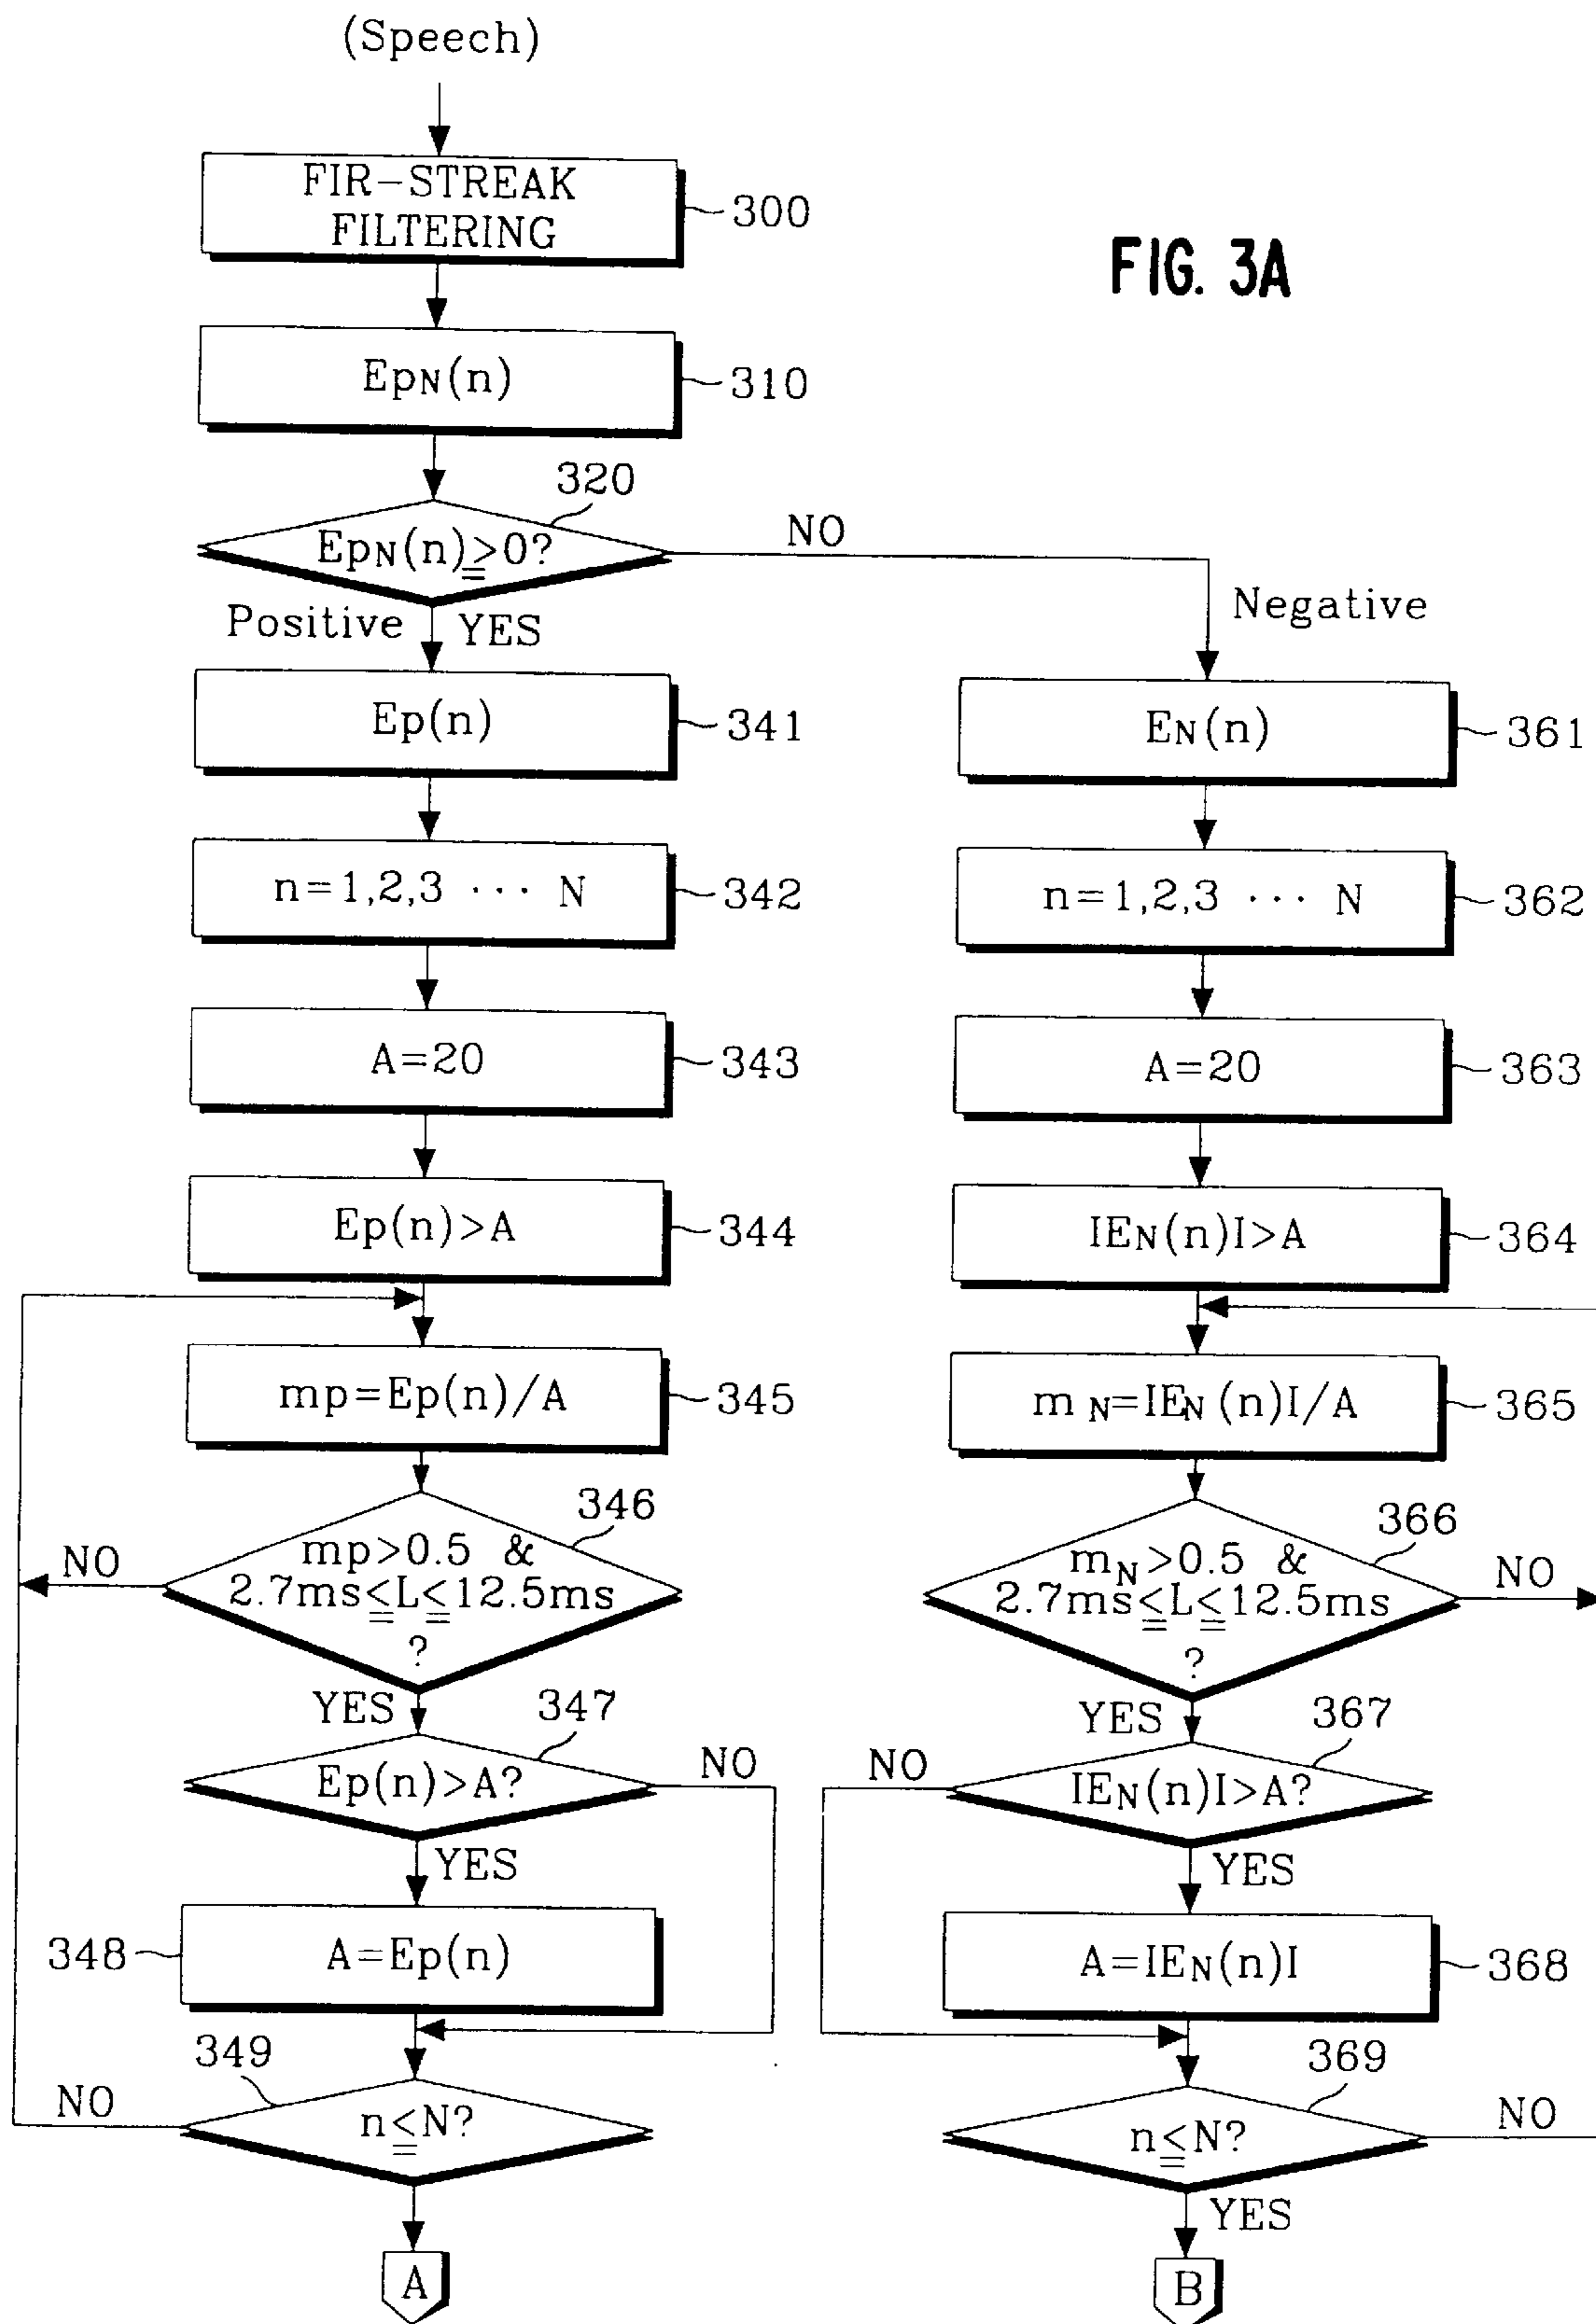 (Speech)
FIR-STREAK
FILTERING
300
FIG. 3A
EPN(n)
310
320
EPN(n)≧0?
NO
Positive
YES
Negative
Ep(n)
341
EN(n)
361
n=1,2,3 ··· N
342
n=1,2,3 ··· N
362
A=20
343
A=20
363
Ep(n)>A
344
IEN(n)I>A
364
mp=Ep(n)/A
345
mN=IEN(n)I/A
365
346
mp>0.5 &
2.7ms≦L≦12.5ms
?
NO
366
mN>0.5 &
2.7ms≦L≦12.5ms
?
NO
YES
347
Ep(n)>A?
NO
YES
367
IEN(n)I>A?
NO
YES
348
A=Ep(n)
YES
A=IEN(n)I
368
349
NO
n≦N?
369
n≦N?
NO
YES
A
B